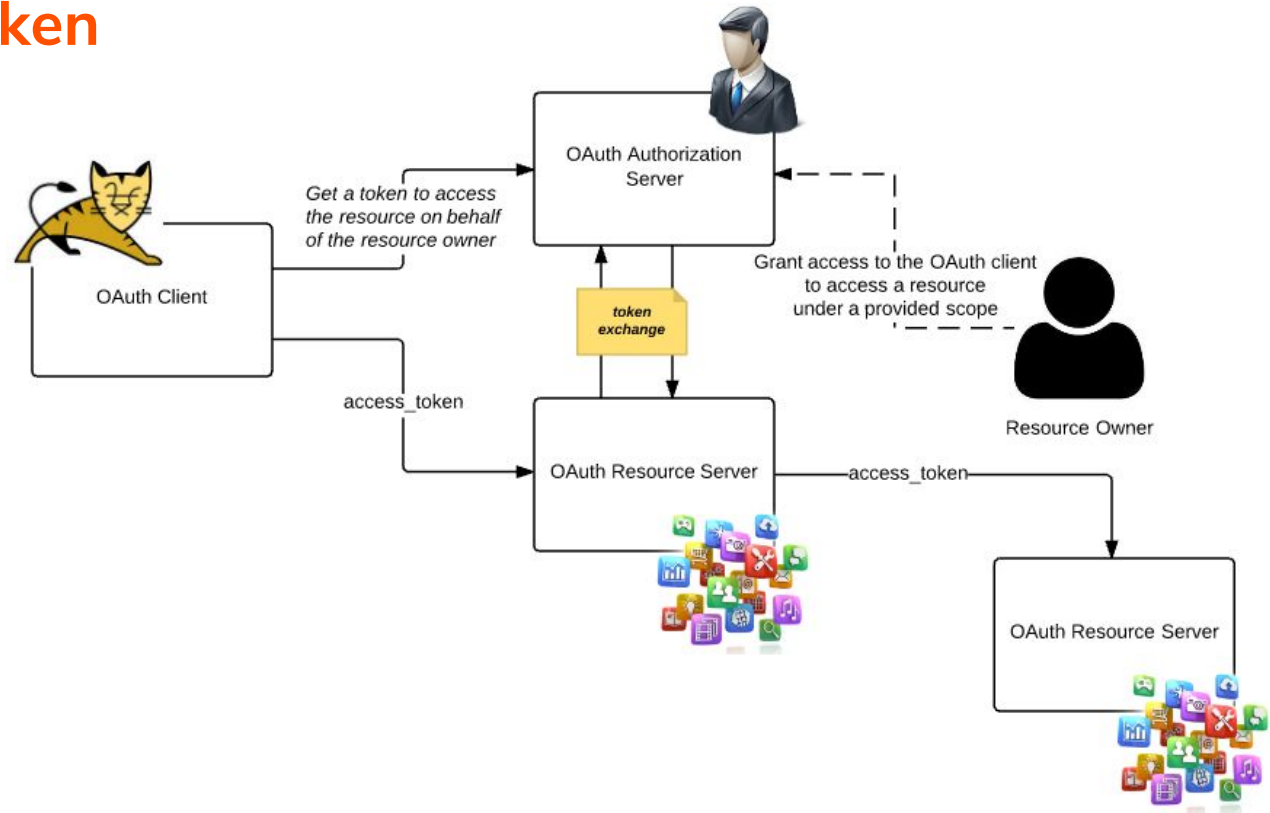 ken
OAuth Authorization
Server
Get a token to access
the resource on behalf
of the resource owner
OAuth Client
Grant access to the OAuth client
to access a resource
under a provided scope
token
exchange
access_token
Resource Owner
OAuth Resource Server
access_token
OAuth Resource Server